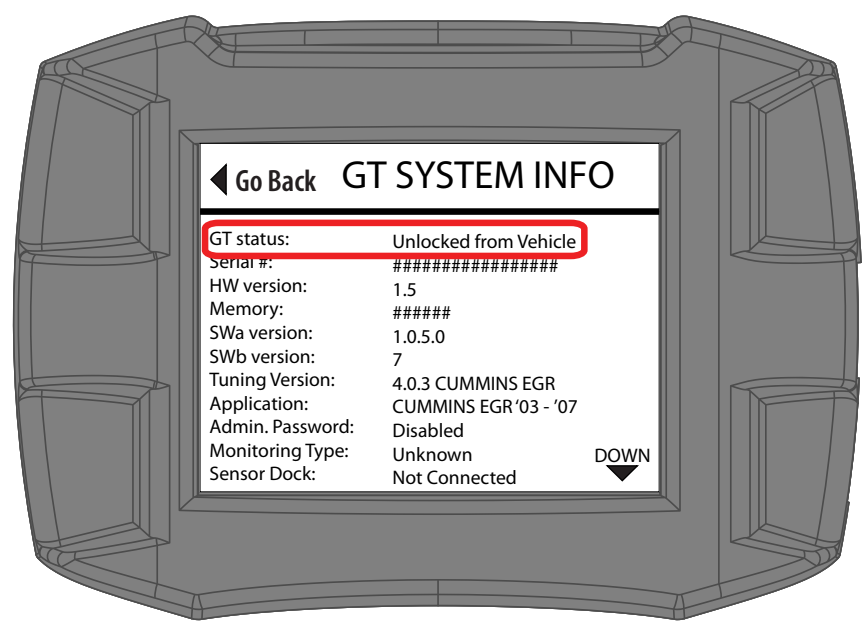 Go Back GT SYSTEM INFO
GT status: Unlocked from Vehicle
Serial #: #################
HW version: 1.5
Memory: ######
SWa version: 1.0.5.0
SWb version: 7
Tuning Version: 4.0.3 CUMMINS EGR
Application: CUMMINS EGR ‘03 - ’07
Admin. Password: Disabled
Monitoring Type: Unknown
DOWN
Sensor Dock: Not Connected